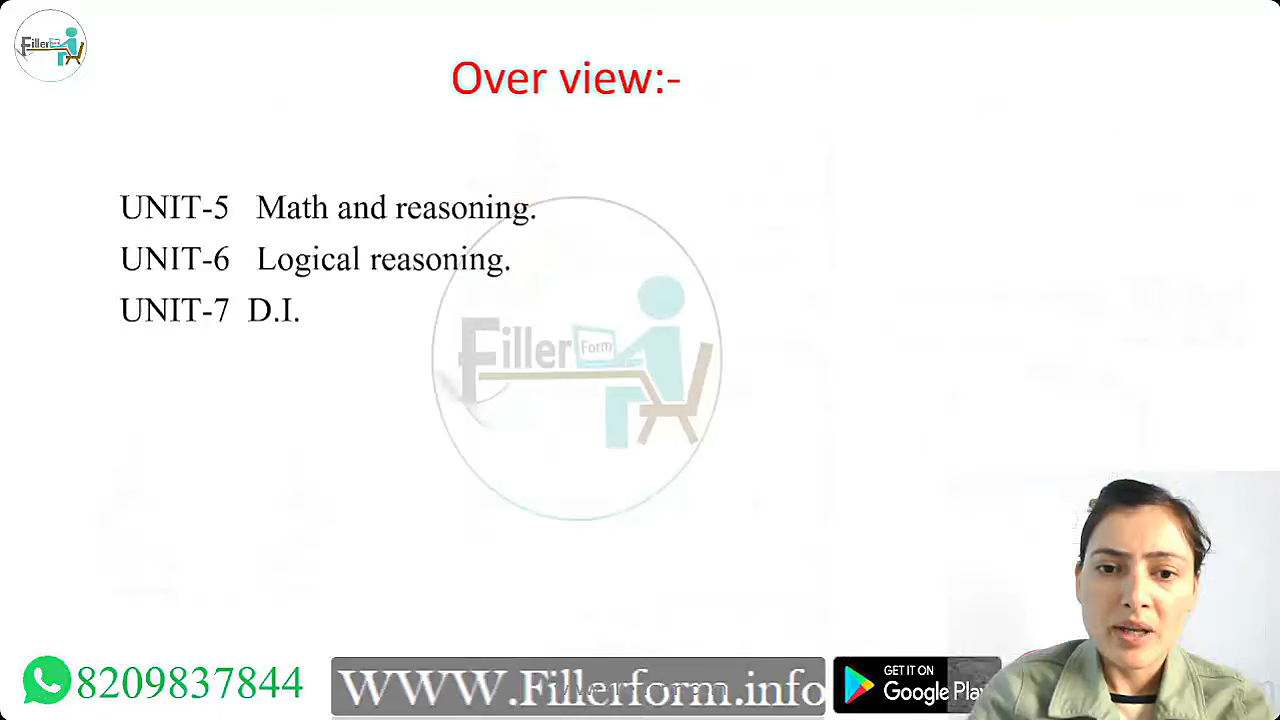 Filler
Over view:-
UNIT-5 Math and reasoning.
UNIT-6 Logical reasoning.
UNIT-7 D.I.
Filler Form
8209837844
WWW.Fillerform.info
GET IT ON
Google Play